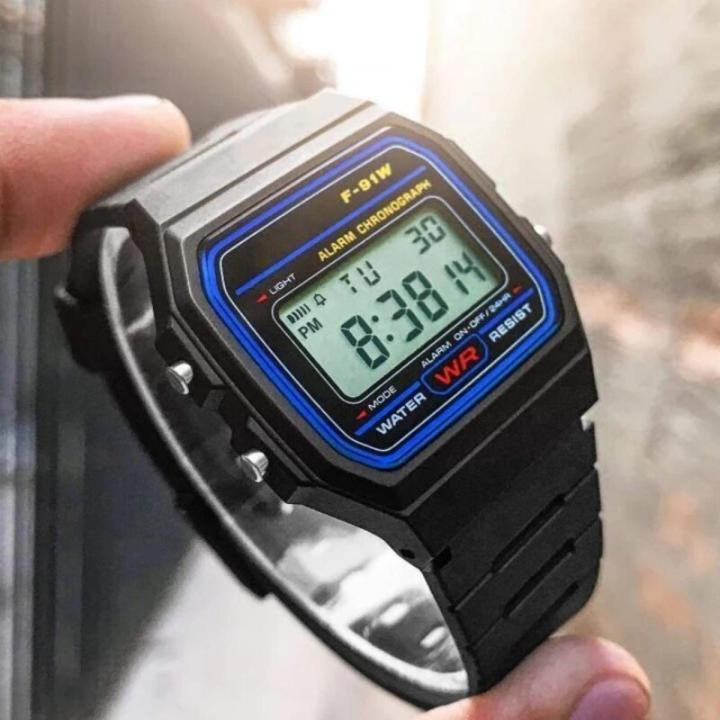 F-91W
ALARM CHRONOGRAPH
LIGHT
TU 30
PM 8:38 14
ALARM ON·OFF/24HR
MODE
WATER WR RESIST